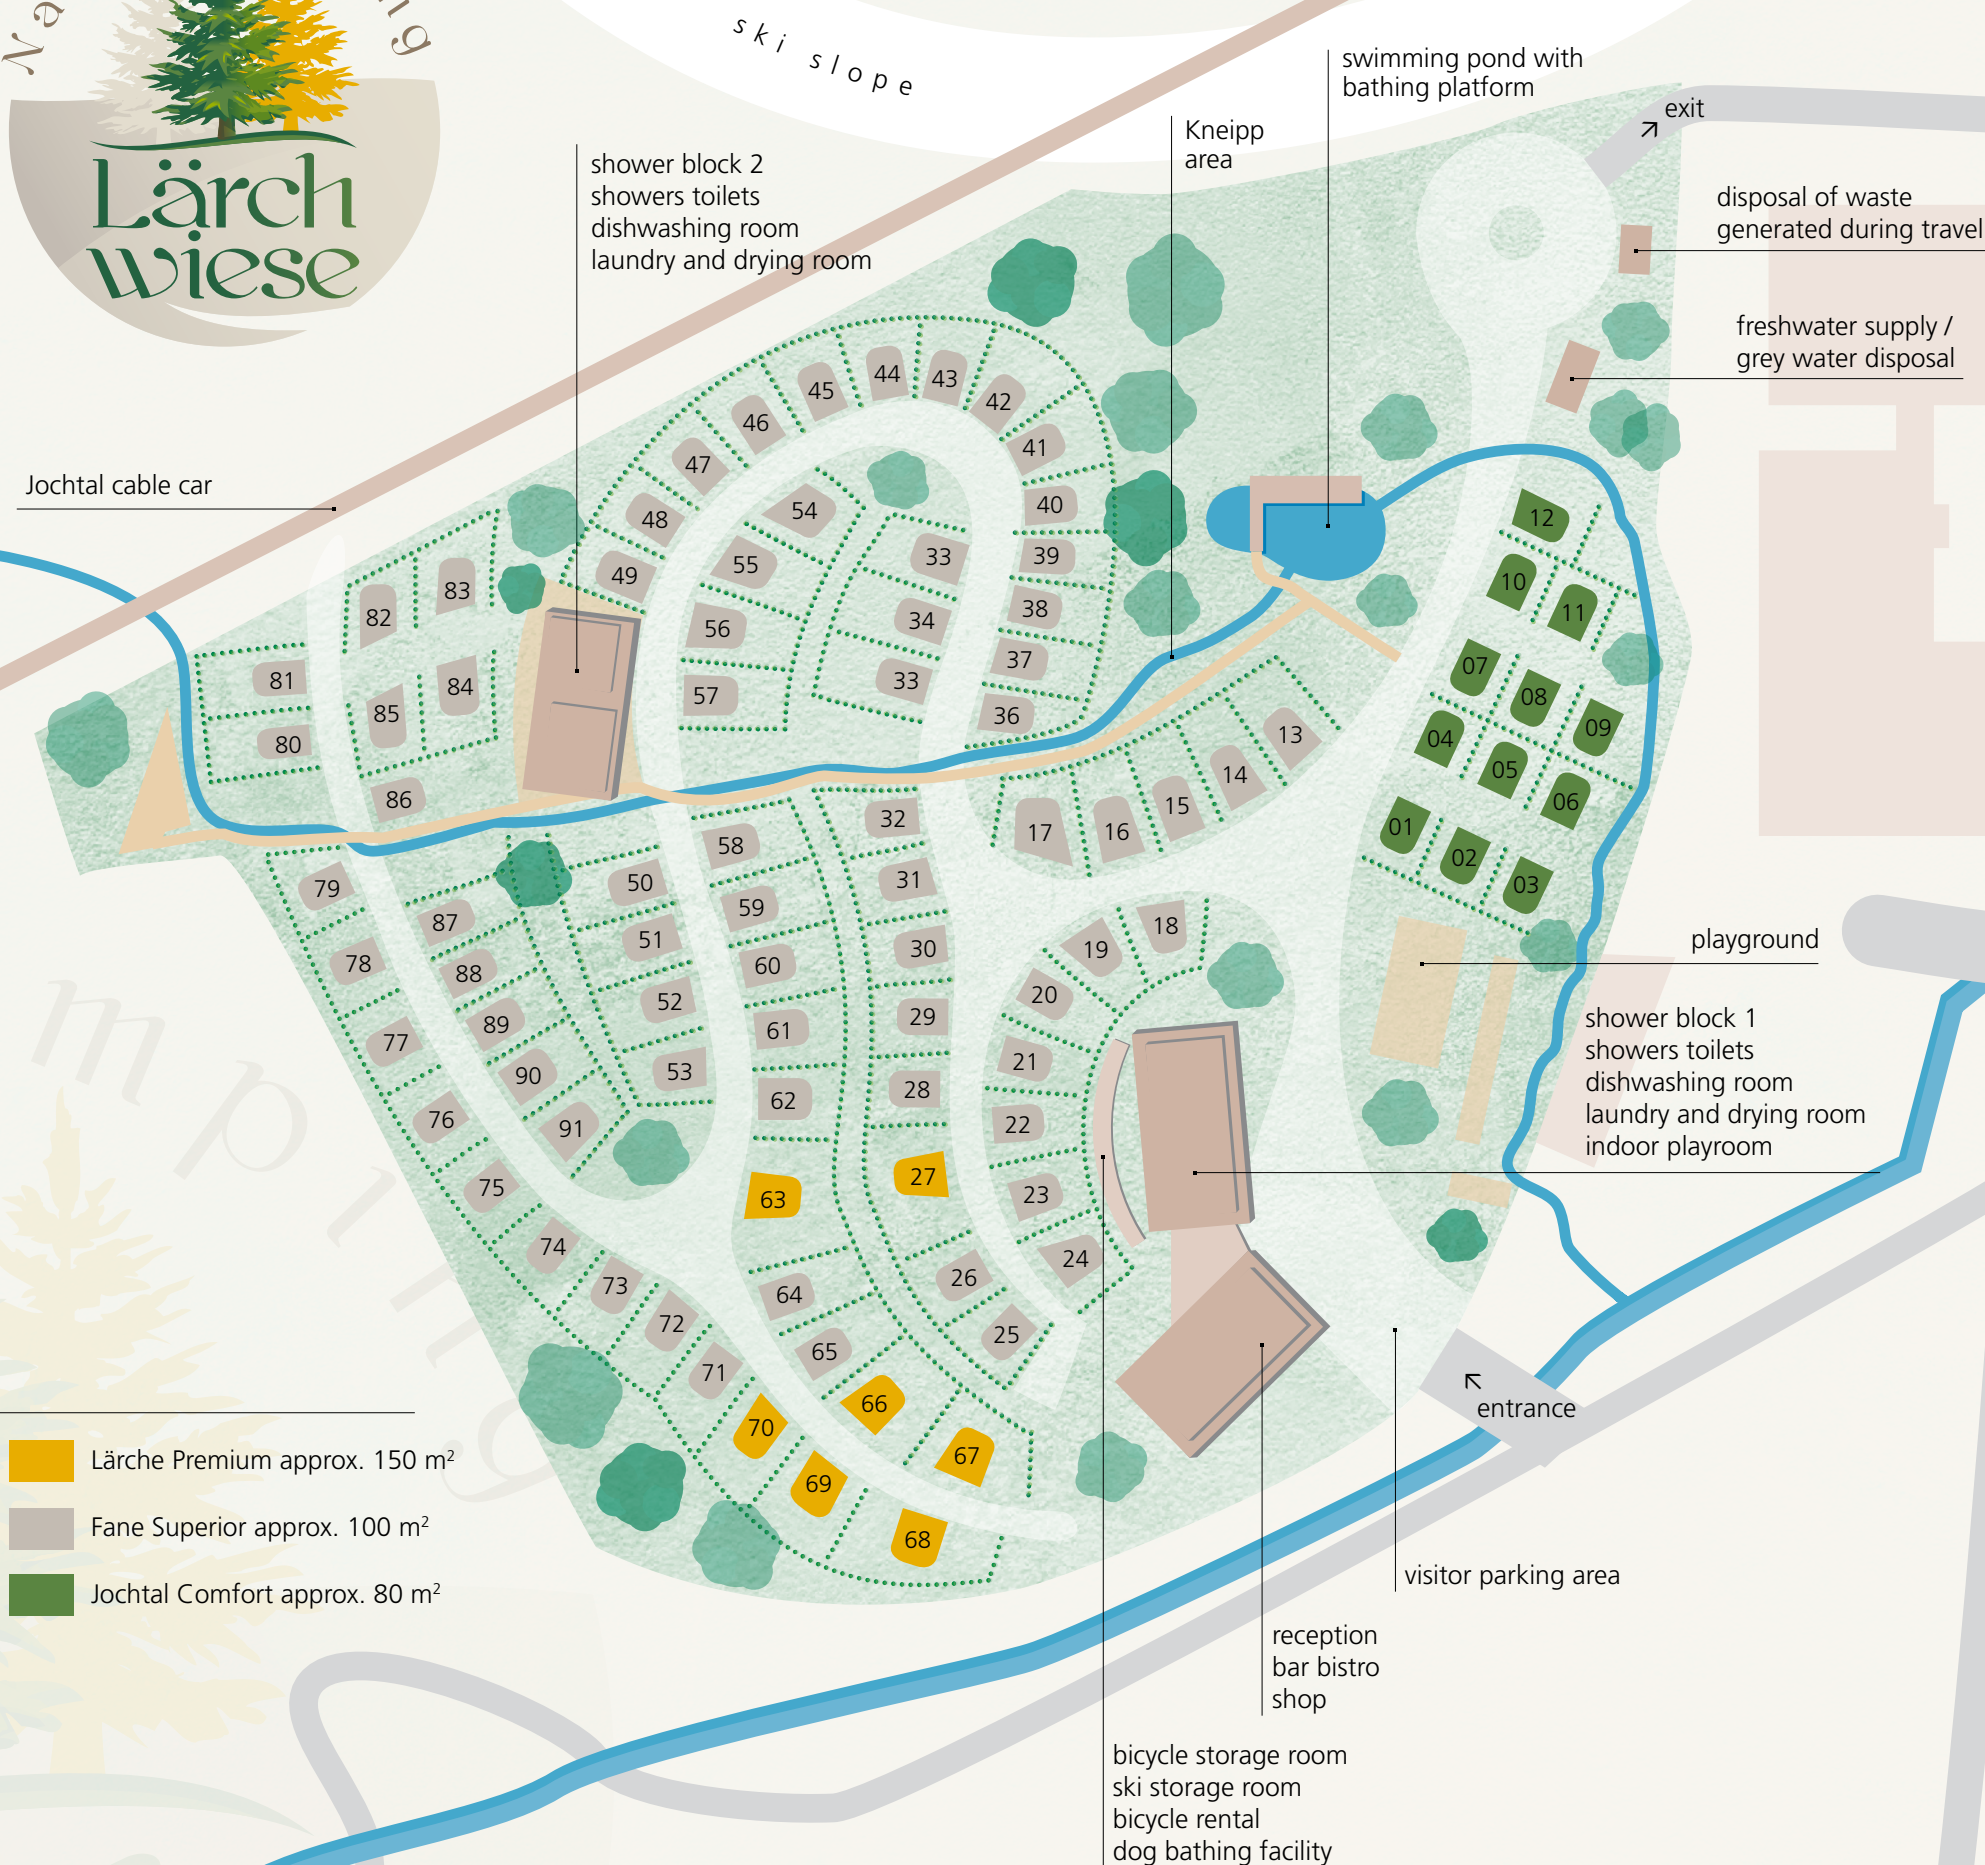 Lärch
wiese
ski slope
swimming pond with
bathing platform
Kneipp
area
exit
shower block 2
showers toilets
dishwashing room
laundry and drying room
disposal of waste
generated during travel
freshwater supply /
grey water disposal
Jochtal cable car
44
43
45
42
46
41
47
40
48
54
39
49
55
33
38
56
34
37
57
33
36
83
82
81
84
85
80
86
12
10
11
07
08
09
04
05
06
01
02
03
13
14
15
16
17
32
58
31
59
30
60
29
61
28
62
27
63
26
64
25
65
66
67
50
51
52
53
79
87
78
88
89
77
90
76
91
75
74
73
72
71
70
69
68
18
19
20
21
22
23
24
playground
shower block 1
showers toilets
dishwashing room
laundry and drying room
indoor playroom
entrance
Lärche Premium approx. 150 m²
Fane Superior approx. 100 m²
Jochtal Comfort approx. 80 m²
visitor parking area
reception
bar bistro
shop
bicycle storage room
ski storage room
bicycle rental
dog bathing facility